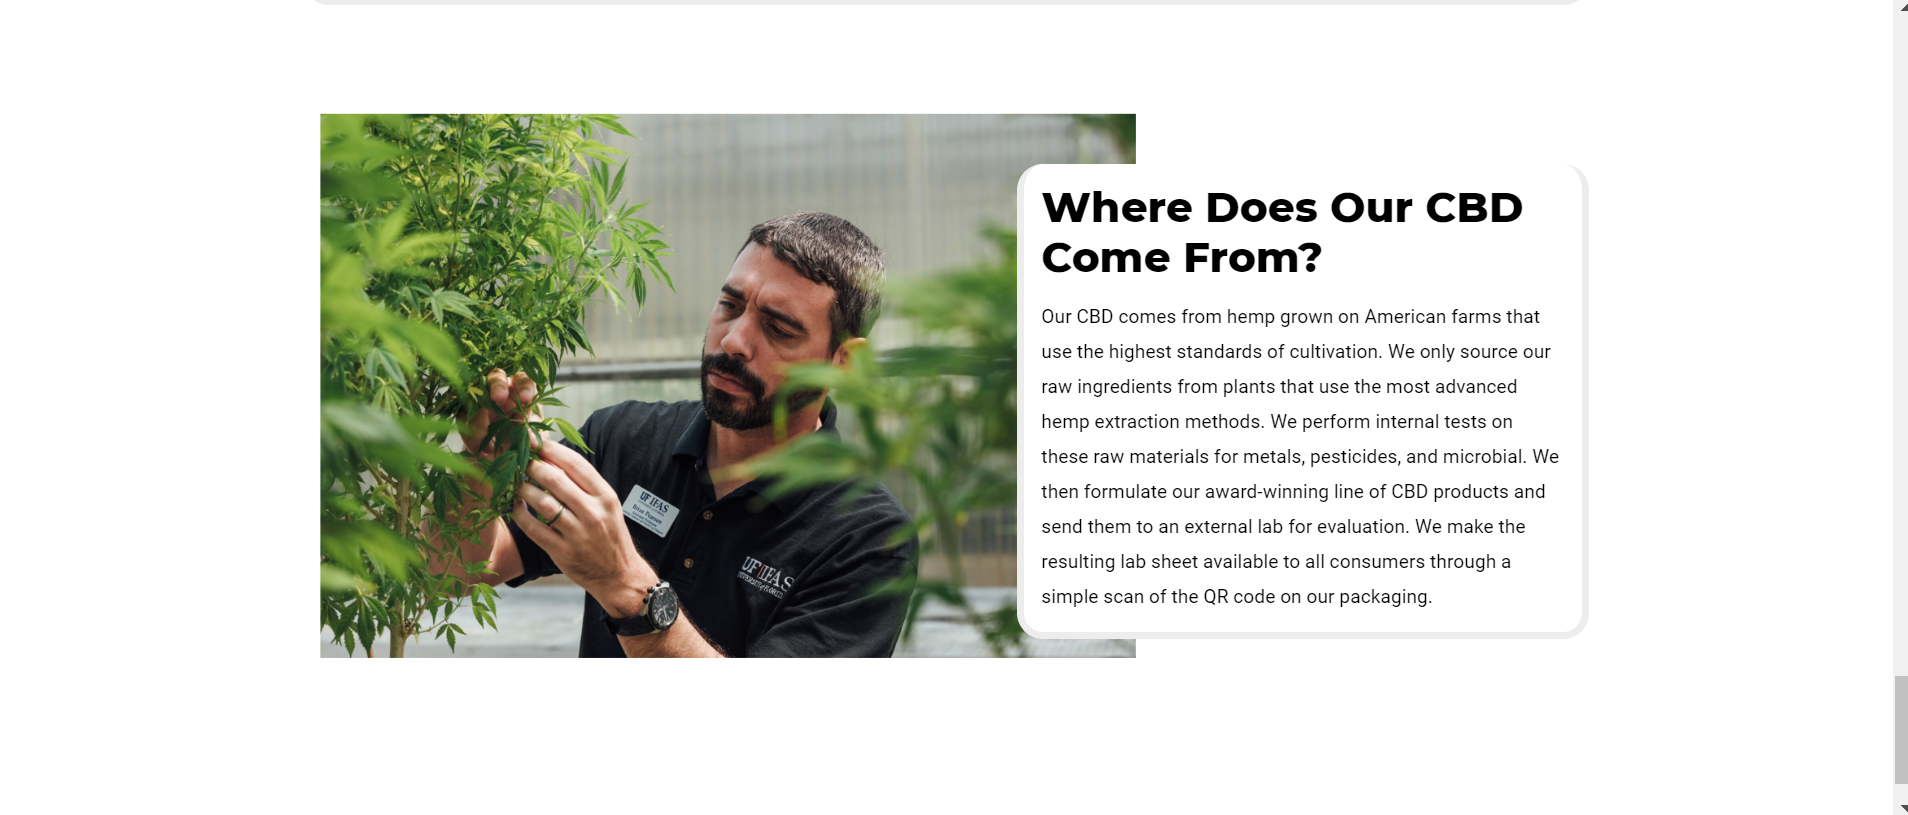 Where Does Our CBD
Come From?
Our CBD comes from hemp grown on American farms that
use the highest standards of cultivation. We only source our
raw ingredients from plants that use the most advanced
hemp extraction methods. We perform internal tests on
these raw materials for metals, pesticides, and microbial. We
then formulate our award-winning line of CBD products and
send them to an external lab for evaluation. We make the
resulting lab sheet available to all consumers through a
simple scan of the QR code on our packaging.
UF IFAS
UF|IFAS
UNIVERSITY of FLORIDA